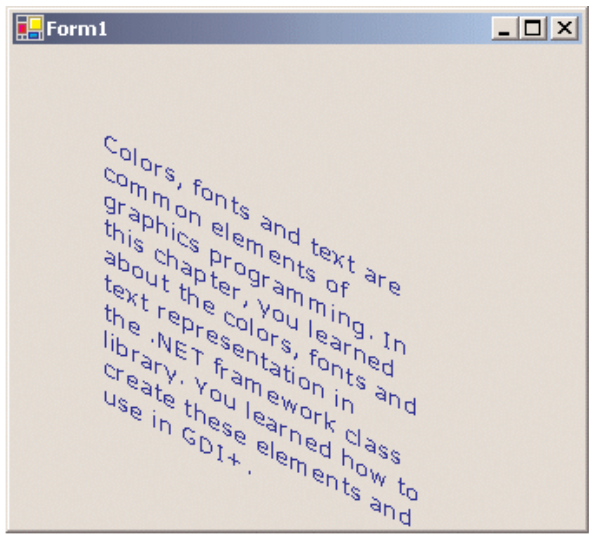 Form1
Colors, fonts and text are
common elements of
graphics programming. In
this chapter, you learned
about the colors, fonts and
text representation in
the .NET framework class
library. you learned how to
create these elements and
use in GDI+.